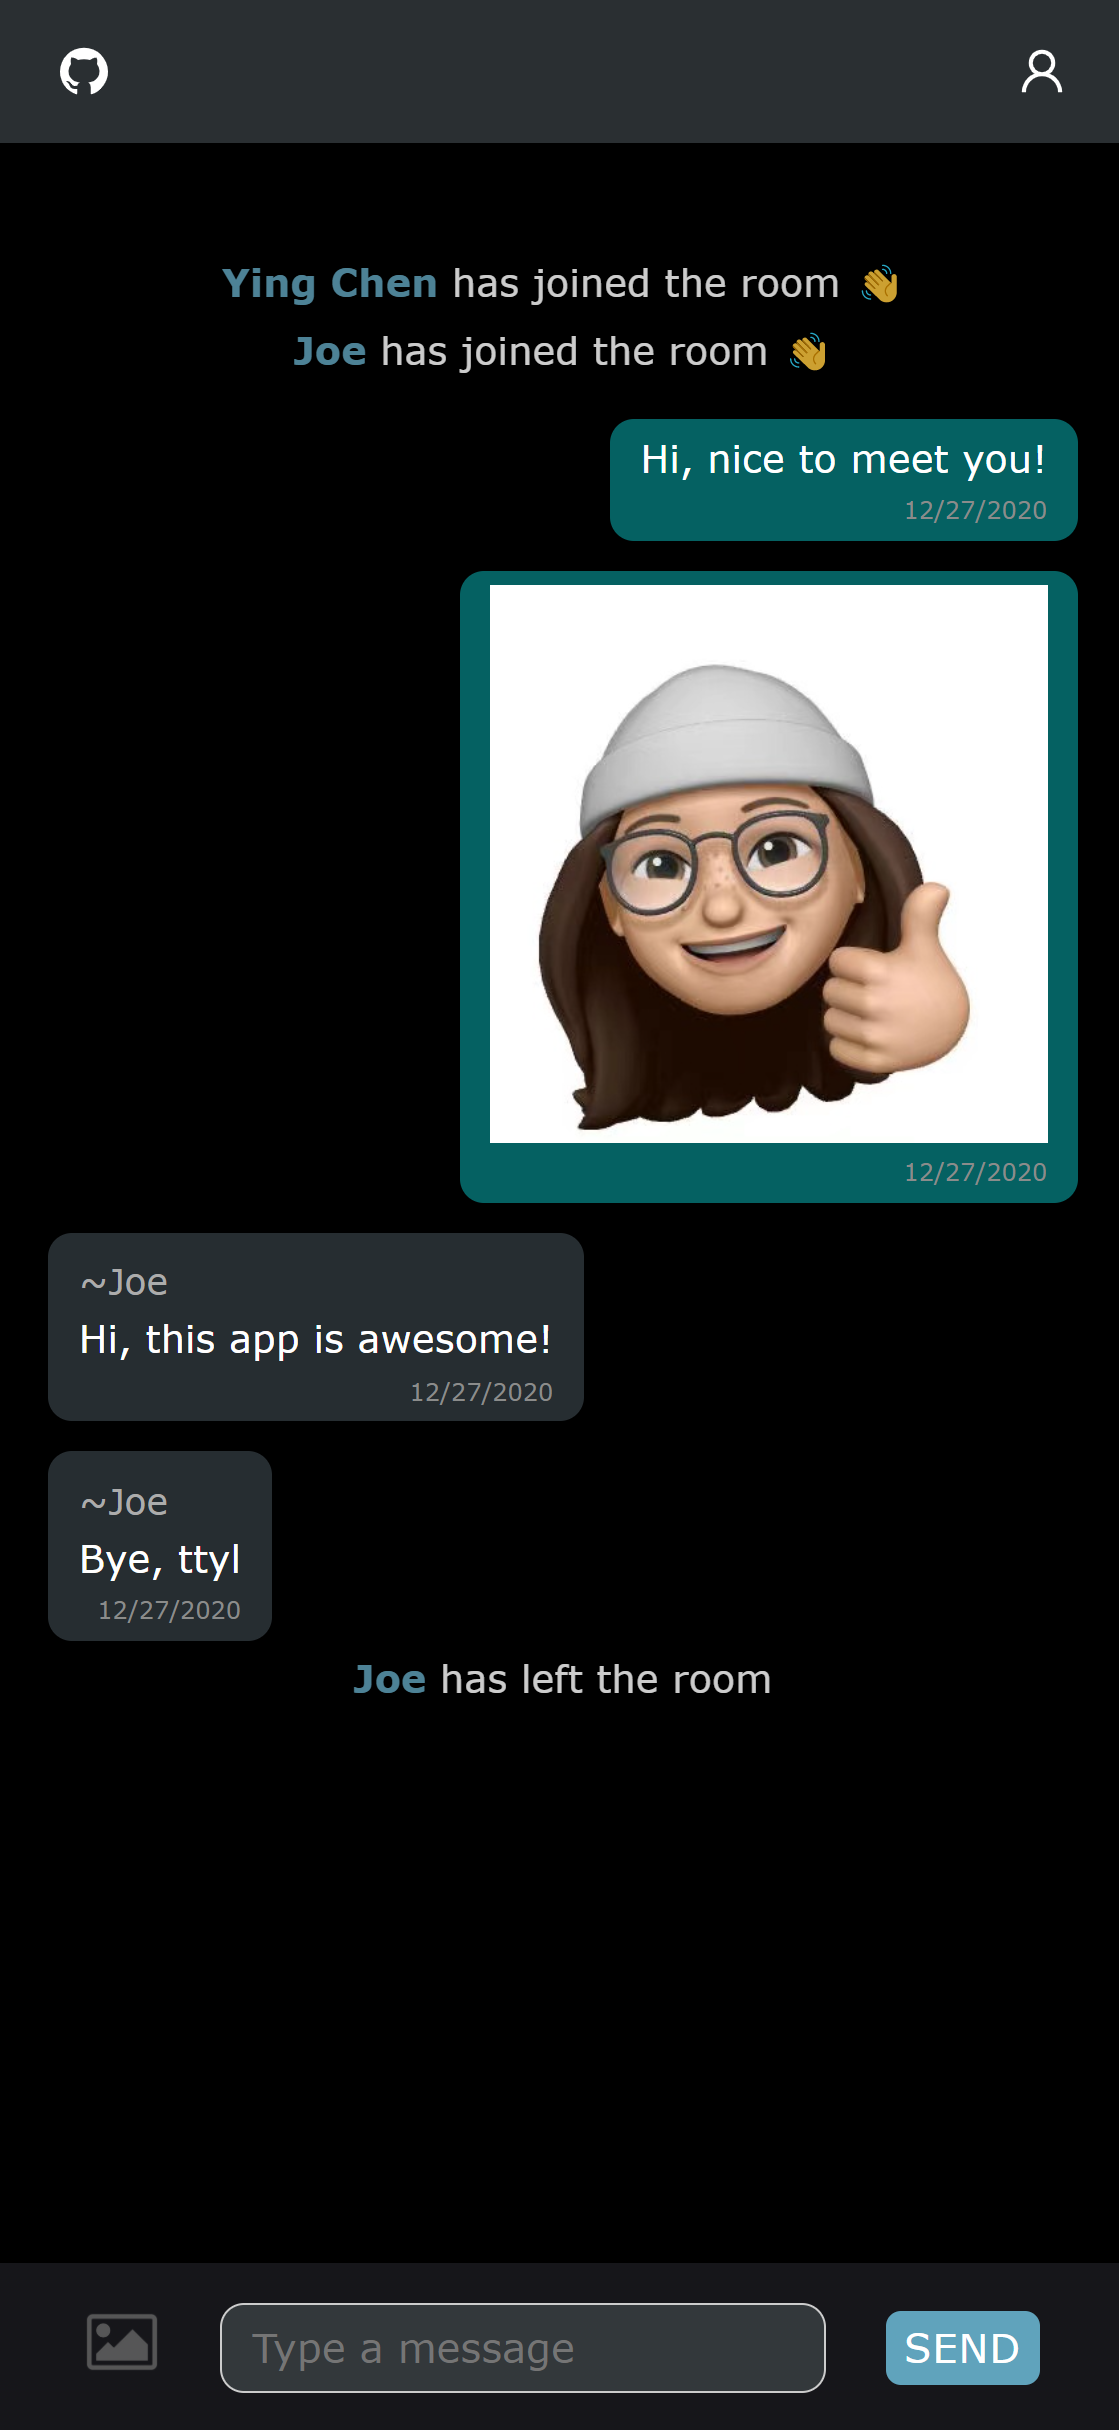 Ying Chen has joined the room 👋
Joe has joined the room 👋
Hi, nice to meet you!
12/27/2020
12/27/2020
~Joe
Hi, this app is awesome!
12/27/2020
~Joe
Bye, ttyl
12/27/2020
Joe has left the room
Type a message
SEND